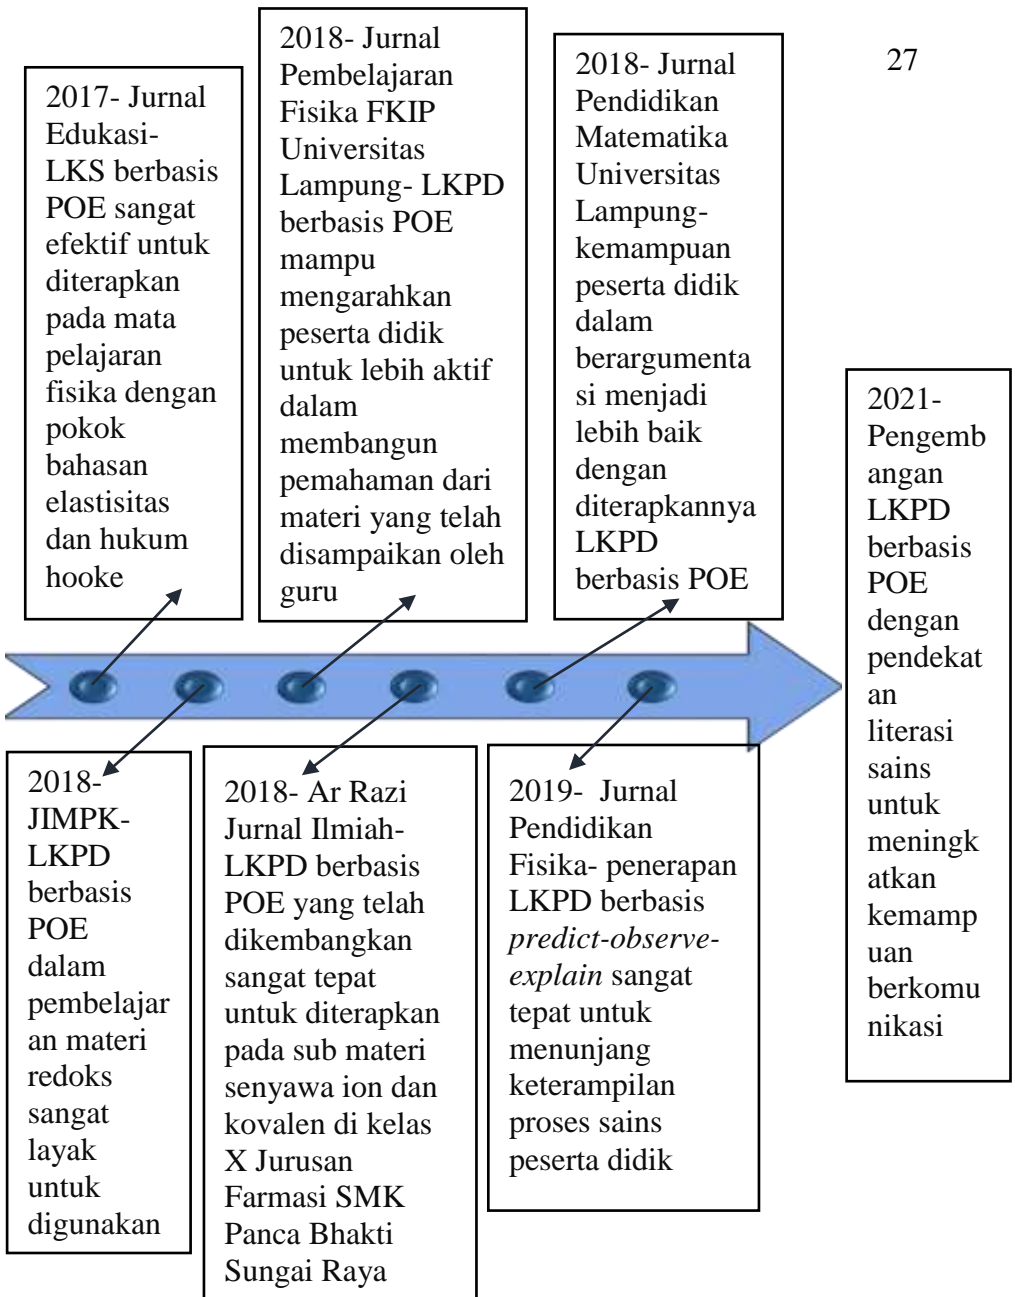 27
2017- Jurnal
Edukasi-
LKS berbasis
POE sangat
efektif untuk
diterapkan
pada mata
pelajaran
fisika dengan
pokok
bahasan
elastisitas
dan hukum
hooke
2018- Jurnal
Pembelajaran
Fisika FKIP
Universitas
Lampung- LKPD
berbasis POE
mampu
mengarahkan
peserta didik
untuk lebih aktif
dalam
membangun
pemahaman dari
materi yang telah
disampaikan oleh
guru
2018- Jurnal
Pendidikan
Matematika
Universitas
Lampung-
kemampuan
peserta didik
dalam
berargumenta
si menjadi
lebih baik
dengan
diterapkannya
LKPD
berbasis POE
2021-
Pengemb
angan
LKPD
berbasis
POE
dengan
pendekat
an
literasi
sains
untuk
meningk
atkan
kemamp
uan
berkomu
nikasi
2018-
JIMPK-
LKPD
berbasis
POE
dalam
pembelajar
an materi
redoks
sangat
layak
untuk
digunakan
2018- Ar Razi
Jurnal Ilmiah-
LKPD berbasis
POE yang telah
dikembangkan
sangat tepat
untuk diterapkan
pada sub materi
senyawa ion dan
kovalen di kelas
X Jurusan
Farmasi SMK
Panca Bhakti
Sungai Raya
2019- Jurnal
Pendidikan
Fisika- penerapan
LKPD berbasis
predict-observe-
explain sangat
tepat untuk
menunjang
keterampilan
proses sains
peserta didik